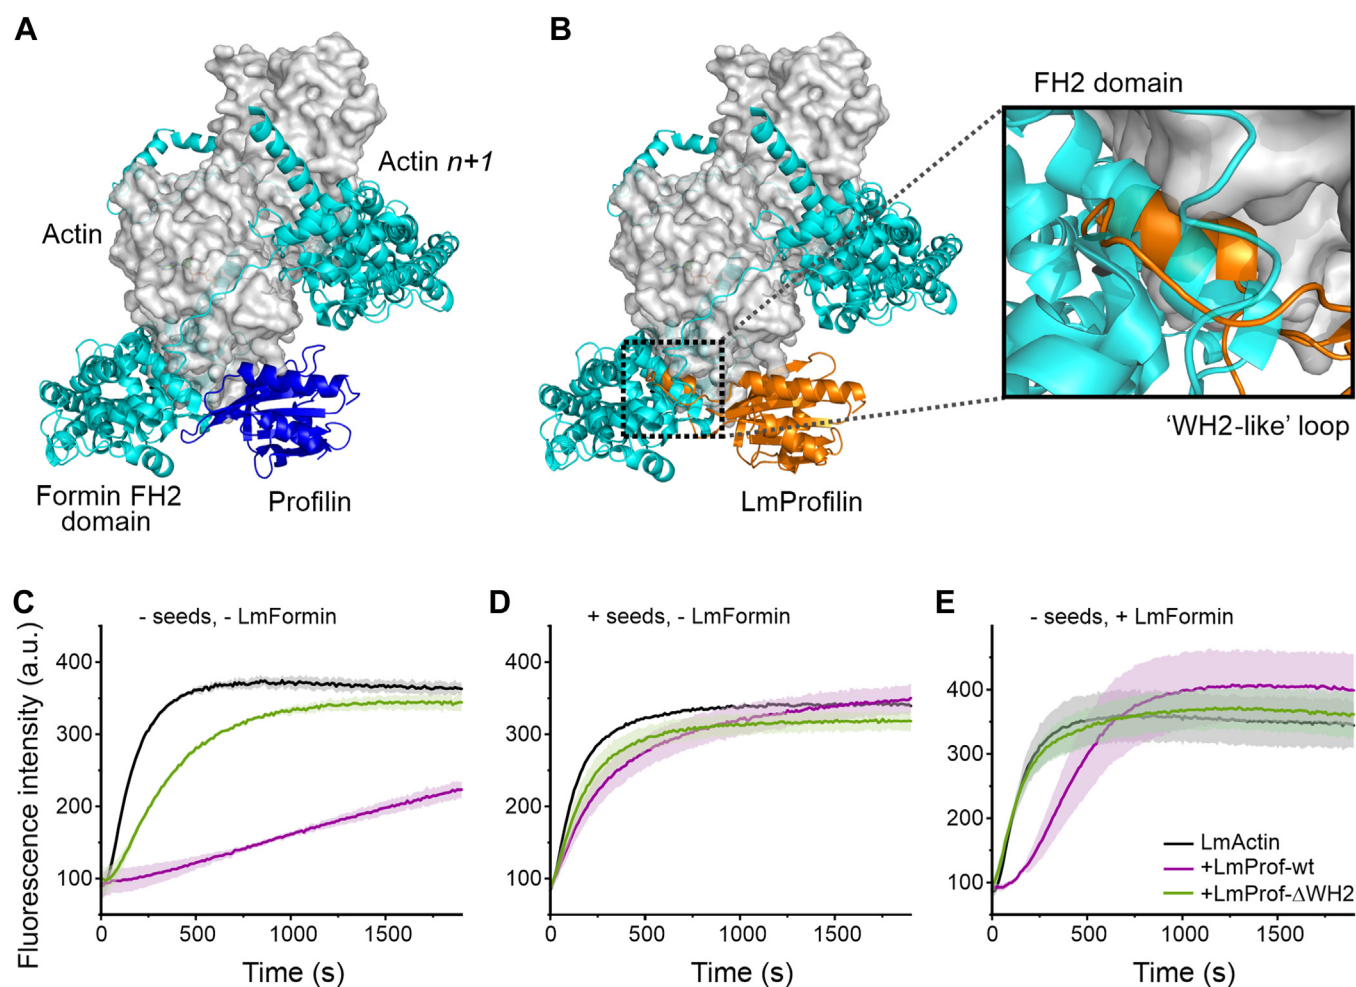 A
B
FH2 domain
Actin n+1
Actin
'WH2-like' loop
Formin FH2
domain
Profilin
LmProfilin
C
- seeds, - LmFormin
D
+ seeds, - LmFormin
E
- seeds, + LmFormin
Fluorescence intensity (a.u.)
400
300
200
100
0
500
1000
1500
Time (s)
400
300
200
100
0
500
1000
1500
Time (s)
400
300
200
100
0
500
1000
1500
Time (s)
LmActin
+LmProf-wt
+LmProf-ΔWH2